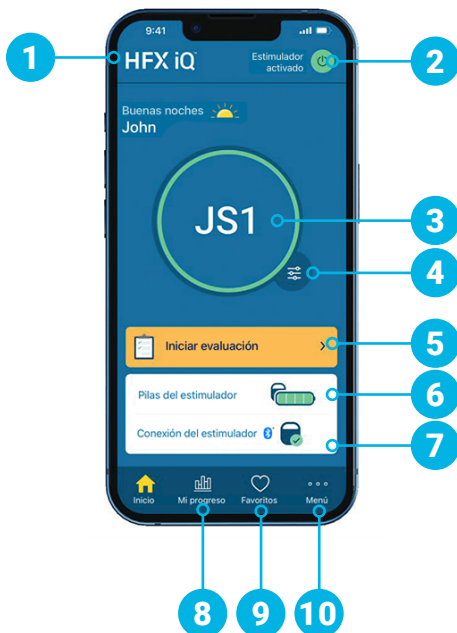 9:41
1
HFX iQ
Estimulador
activado
2
Buenas noches
John
JS1
3
4
Iniciar evaluación
5
Pilas del estimulador
6
Conexión del estimulador
7
Inicio
Mi progreso
Favoritos
Menú
8
9
10